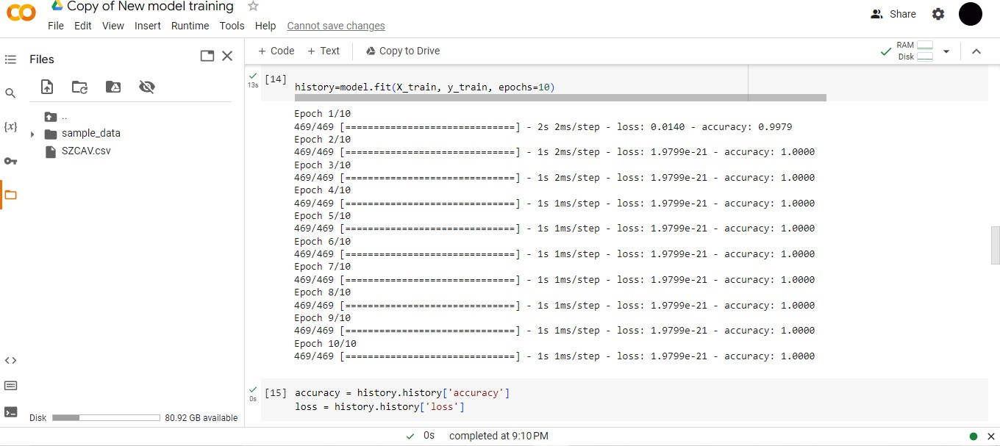 Copy of New model training
File Edit View Insert Runtime Tools Help Cannot save changes
Share
Files
+ Code + Text Copy to Drive
RAM
Disk
..
sample_data
SZCAV.csv
{x}
<>
Disk 80.92 GB available
13s
[14]
history=model.fit(X_train, y_train, epochs=10)
Epoch 1/10
469/469 [==============================] - 2s 2ms/step - loss: 0.0140 - accuracy: 0.9979
Epoch 2/10
469/469 [==============================] - 1s 2ms/step - loss: 1.9799e-21 - accuracy: 1.0000
Epoch 3/10
469/469 [==============================] - 1s 2ms/step - loss: 1.9799e-21 - accuracy: 1.0000
Epoch 4/10
469/469 [==============================] - 1s 1ms/step - loss: 1.9799e-21 - accuracy: 1.0000
Epoch 5/10
469/469 [==============================] - 1s 1ms/step - loss: 1.9799e-21 - accuracy: 1.0000
Epoch 6/10
469/469 [==============================] - 1s 1ms/step - loss: 1.9799e-21 - accuracy: 1.0000
Epoch 7/10
469/469 [==============================] - 1s 1ms/step - loss: 1.9799e-21 - accuracy: 1.0000
Epoch 8/10
469/469 [==============================] - 1s 1ms/step - loss: 1.9799e-21 - accuracy: 1.0000
Epoch 9/10
469/469 [==============================] - 1s 1ms/step - loss: 1.9799e-21 - accuracy: 1.0000
Epoch 10/10
469/469 [==============================] - 1s 1ms/step - loss: 1.9799e-21 - accuracy: 1.0000
0s
[15] accuracy = history.history['accuracy']
loss = history.history['loss']
0s completed at 9:10 PM